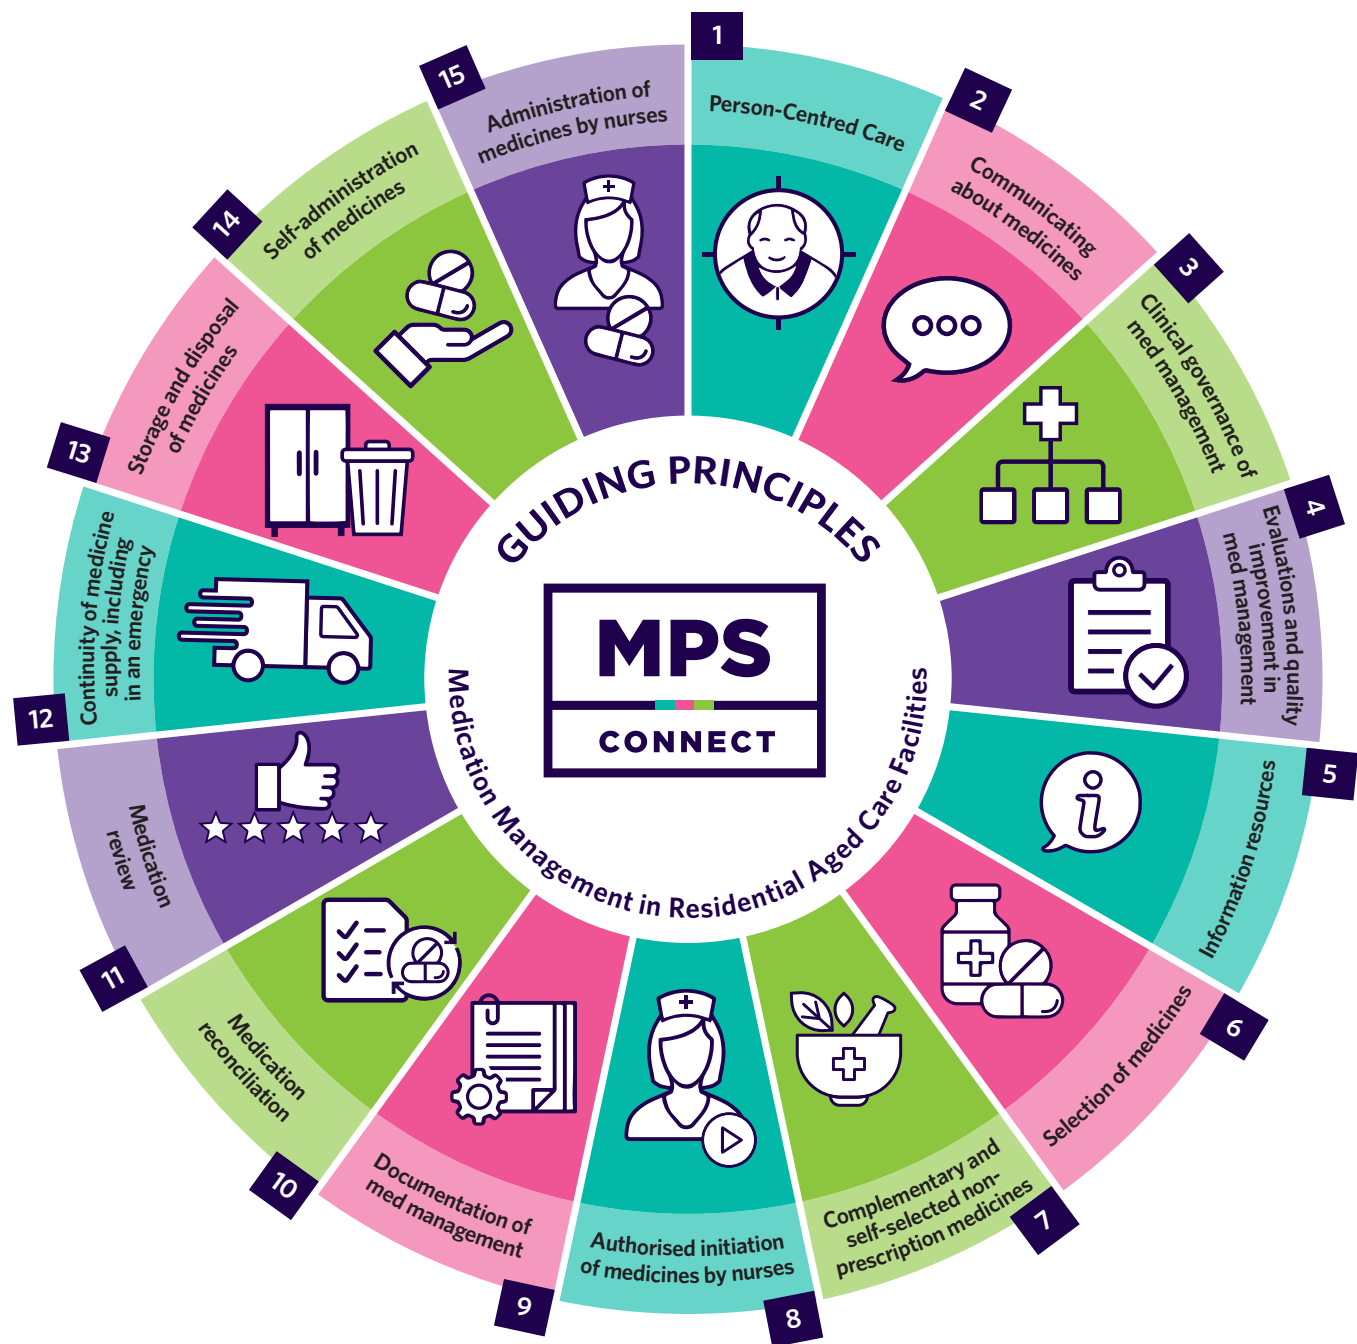 1
Person-Centred Care
2
Communicating
about medicines
3
Clinical governance of
med management
4
Evaluations and quality
improvement in
med management
5
Information resources
6
Selection of medicines
7
Complementary and
self-selected non-
prescription medicines
8
Authorised initiation
of medicines by nurses
9
Documentation of
med management
10
Medication
reconciliation
11
Medication
review
12
Continuity of medicine
supply, including
in an emergency
13
Storage and disposal
of medicines
14
Self-administration
of medicines
15
Administration of
medicines by nurses
GUIDING PRINCIPLES
MPS
CONNECT
Medication Management in Residential Aged Care Facilities